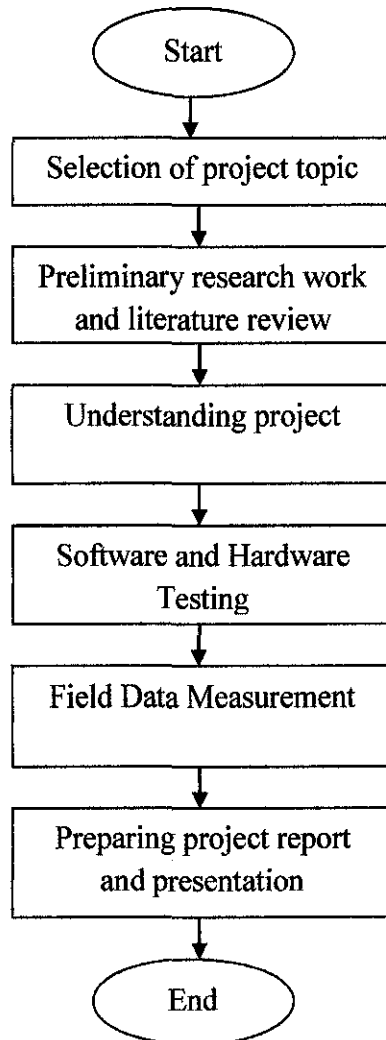 Start
Selection of project topic
Preliminary research work
and literature review
Understanding project
Software and Hardware
Testing
Field Data Measurement
Preparing project report
and presentation
End